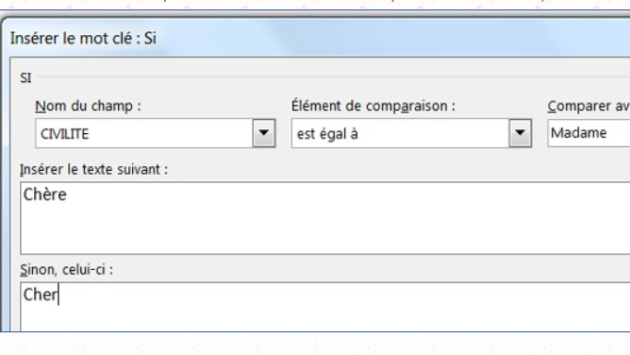 Insérer le mot clé : Si
SI
Nom du champ : Élément de comparaison : Comparer av
CIVILITE est égal à Madame
Insérer le texte suivant :
Chère
Sinon, celui-ci :
Cher